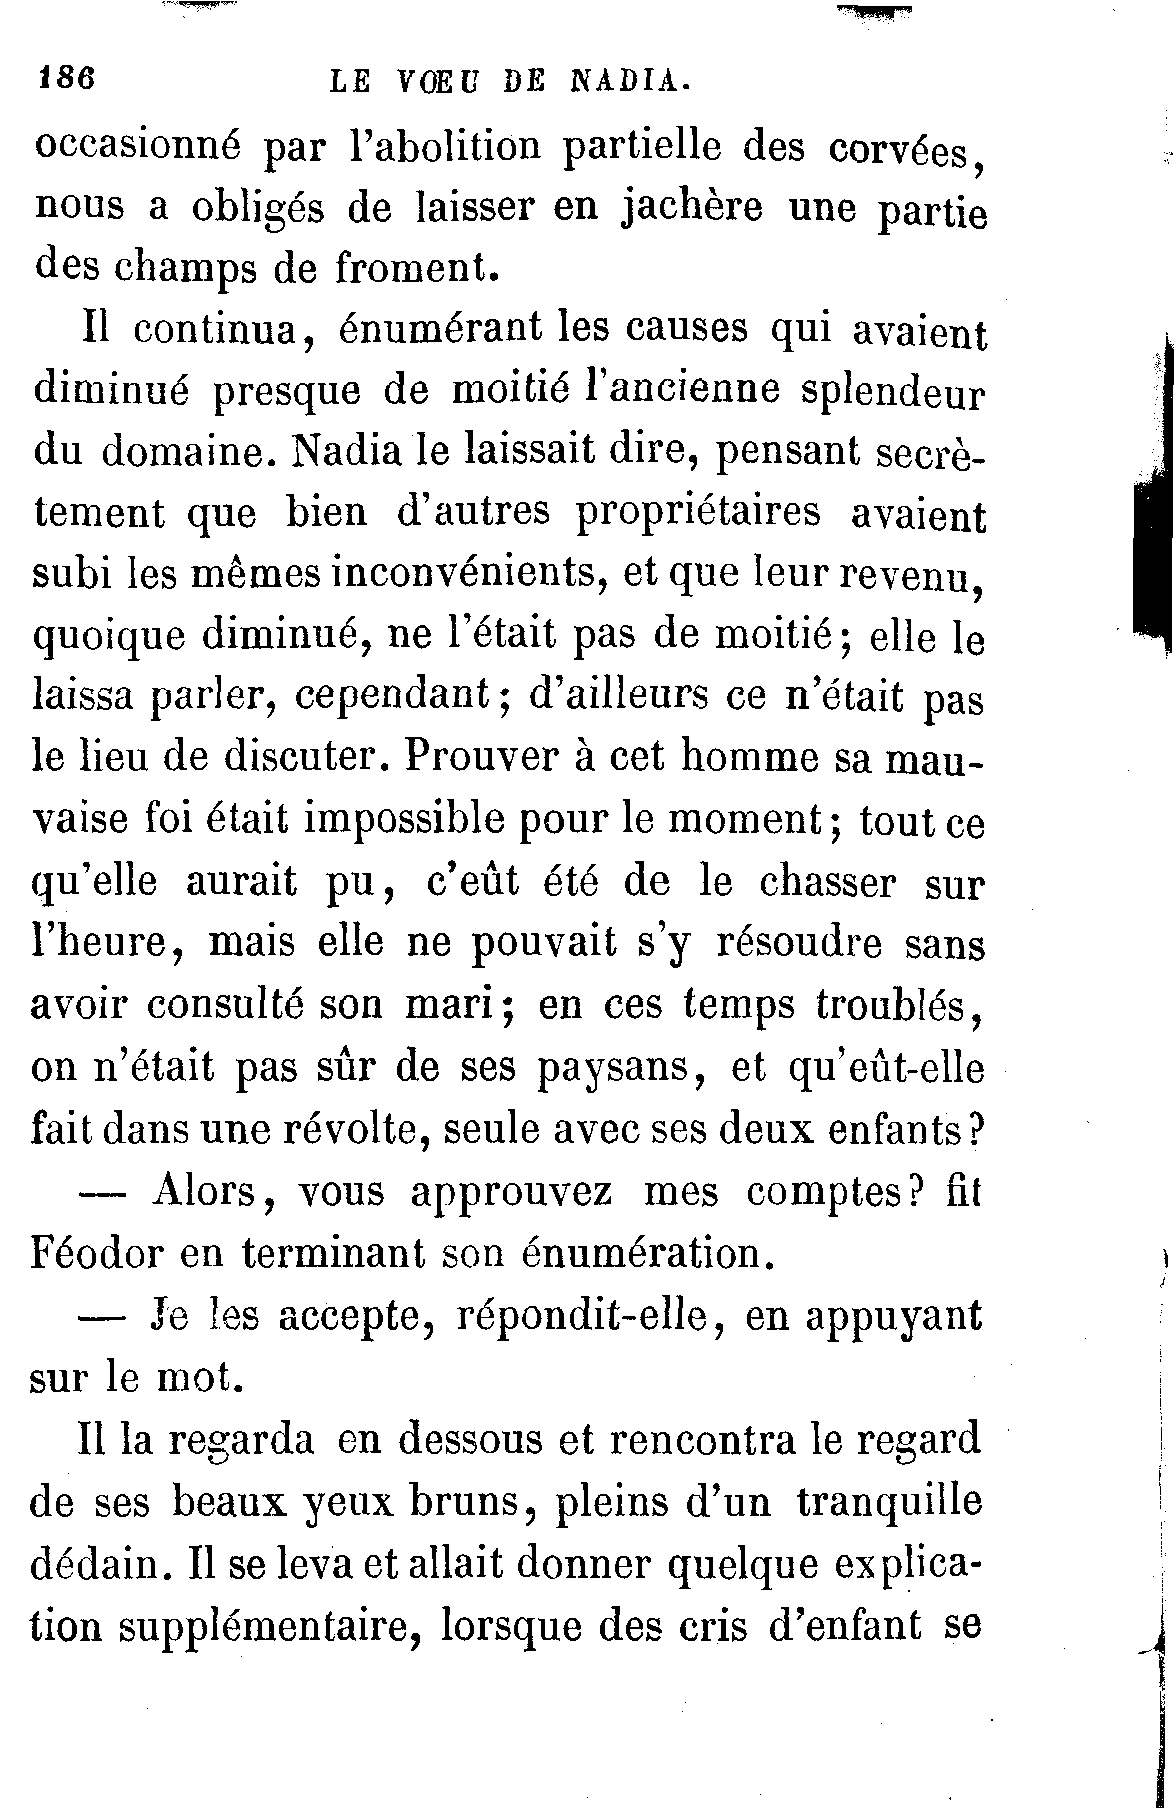 186 LE VŒU DE NADIA.
occasionné par l'abolition partielle des corvées,
nous a obligés de laisser en jachère une partie
des champs de froment.
Il continua, énumérant les causes qui avaient
diminué presque de moitié l'ancienne splendeur
du domaine. Nadia le laissait dire, pensant secrè-
tement que bien d'autres propriétaires avaient
subi les mêmes inconvénients, et que leur revenu,
quoique diminué, ne l'était pas de moitié; elle le
laissa parler, cependant; d'ailleurs ce n'était pas
le lieu de discuter. Prouver à cet homme sa mau-
vaise foi était impossible pour le moment; tout ce
qu'elle aurait pu, c'eût été de le chasser sur
l'heure, mais elle ne pouvait s'y résoudre sans
avoir consulté son mari; en ces temps troublés,
on n'était pas sûr de ses paysans, et qu'eût-elle
fait dans une révolte, seule avec ses deux enfants?
— Alors, vous approuvez mes comptes? fit
Féodor en terminant son énumération.
— Je les accepte, répondit-elle, en appuyant
sur le mot.
Il la regarda en dessous et rencontra le regard
de ses beaux yeux bruns, pleins d'un tranquille
dédain. Il se leva et allait donner quelque explica-
tion supplémentaire, lorsque des cris d'enfant se